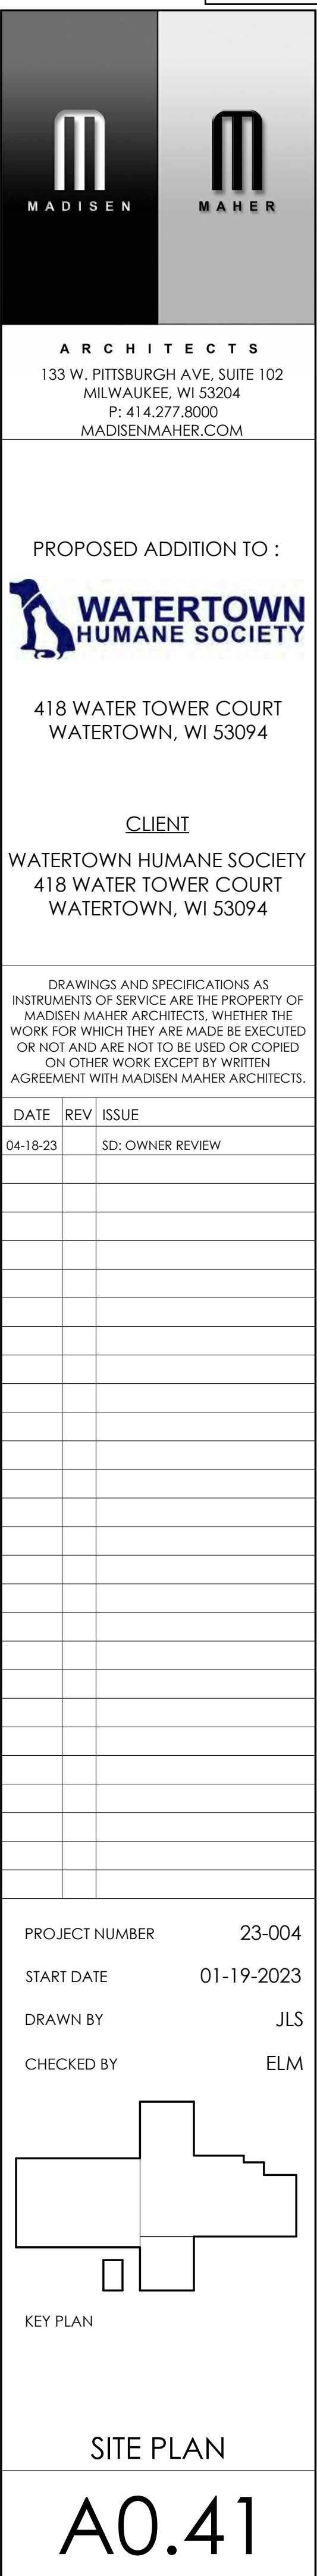 MADISEN
MAHER
ARCHITECTS
133 W. PITTSBURGH AVE, SUITE 102
MILWAUKEE, WI 53204
P: 414.277.8000
MADISENMAHER.COM
PROPOSED ADDITION TO :
WATERTOWN
HUMANE SOCIETY
418 WATER TOWER COURT
WATERTOWN, WI 53094
CLIENT
WATERTOWN HUMANE SOCIETY
418 WATER TOWER COURT
WATERTOWN, WI 53094
DRAWINGS AND SPECIFICATIONS AS
INSTRUMENTS OF SERVICE ARE THE PROPERTY OF
MADISEN MAHER ARCHITECTS, WHETHER THE
WORK FOR WHICH THEY ARE MADE BE EXECUTED
OR NOT AND ARE NOT TO BE USED OR COPIED
ON OTHER WORK EXCEPT BY WRITTEN
AGREEMENT WITH MADISEN MAHER ARCHITECTS.
DATE REV ISSUE
04-18-23 SD: OWNER REVIEW
PROJECT NUMBER 23-004
START DATE 01-19-2023
DRAWN BY JLS
CHECKED BY ELM
KEY PLAN
SITE PLAN
A0.41